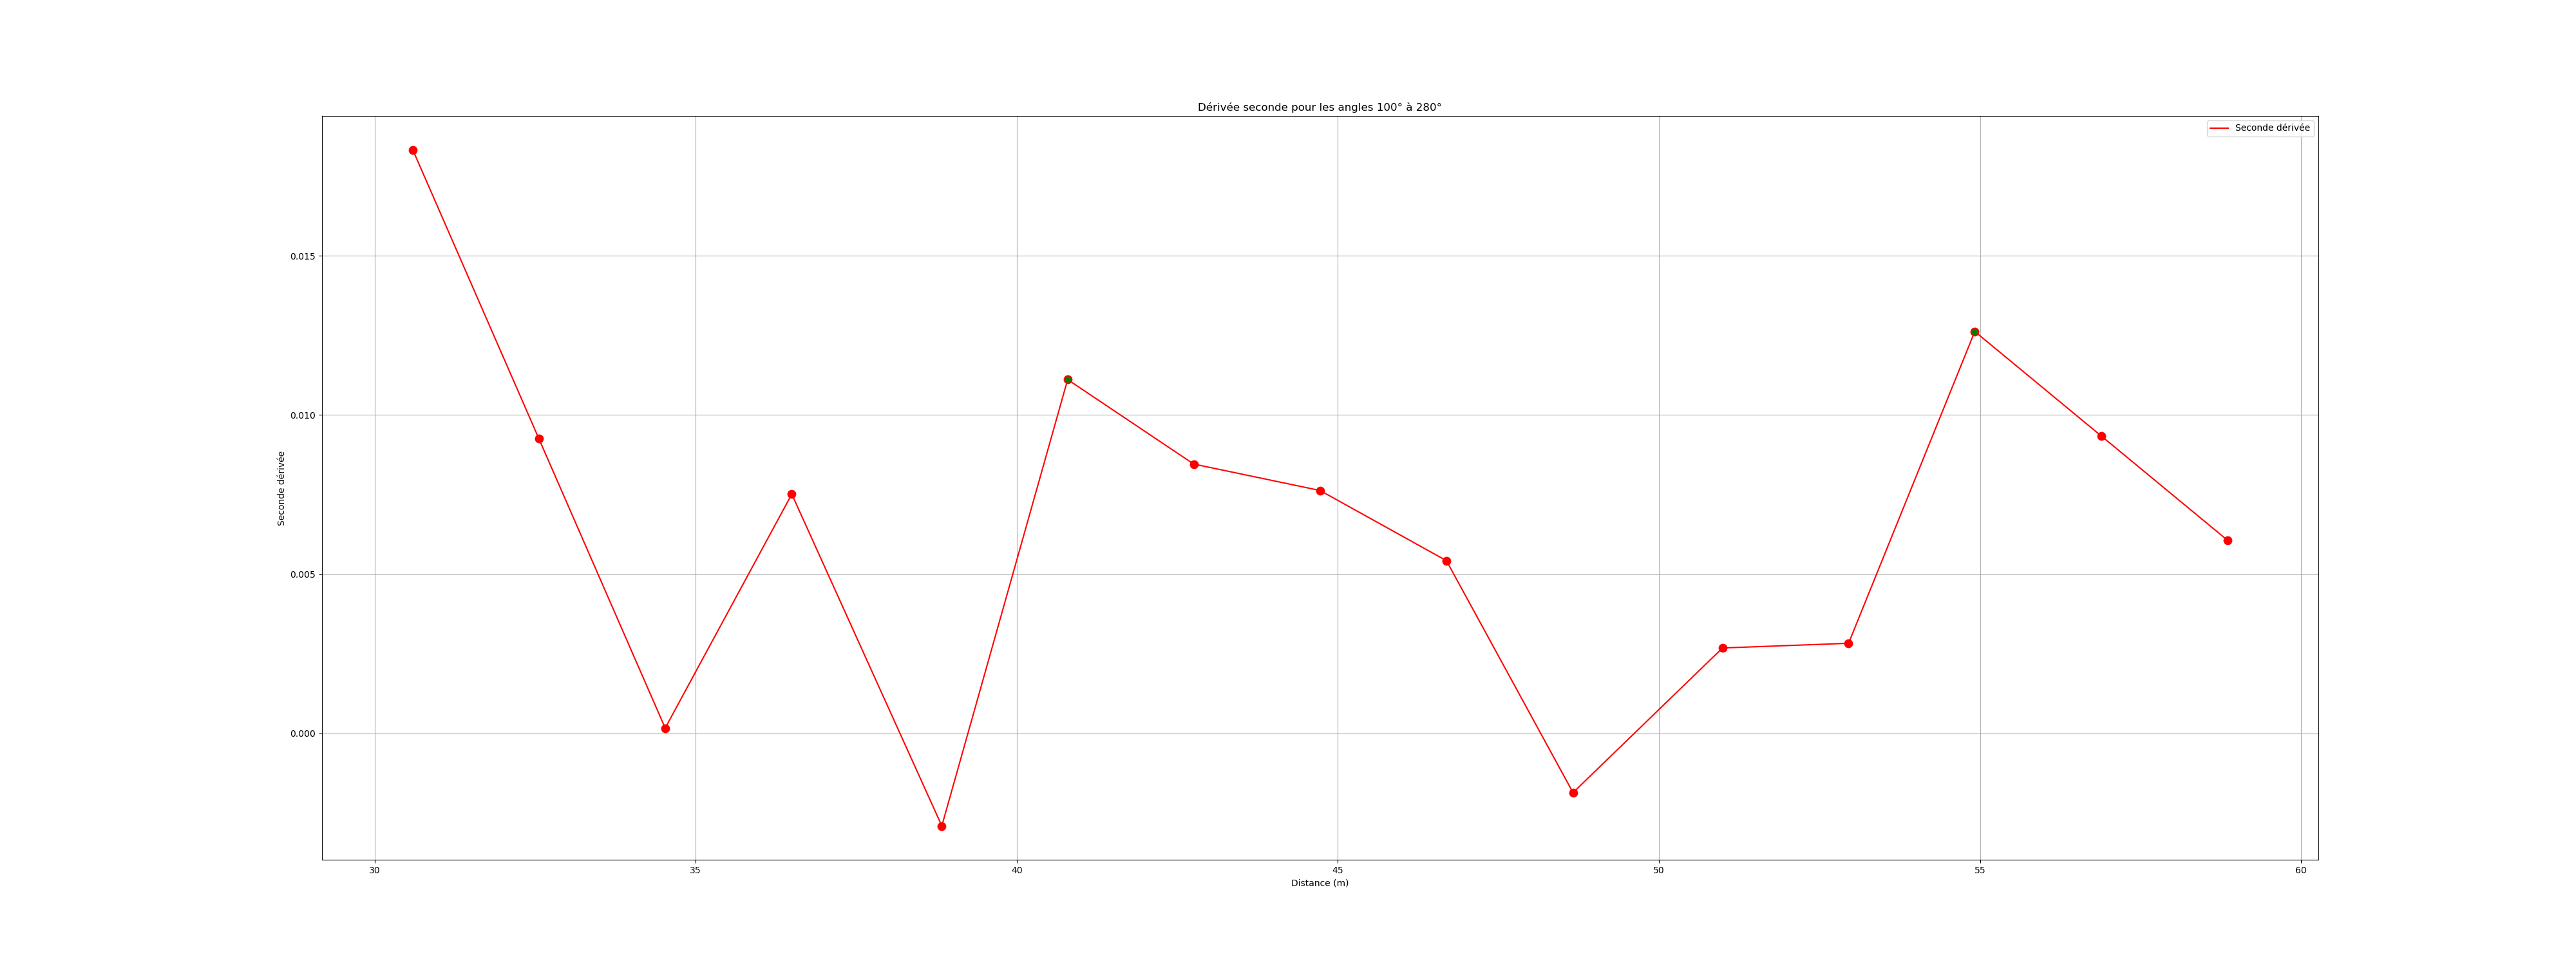 Dérivée seconde pour les angles 100° à 280°
Seconde dérivée
0.015
0.010
0.005
0.000
Seconde dérivée
30
35
40
45
50
55
60
Distance (m)